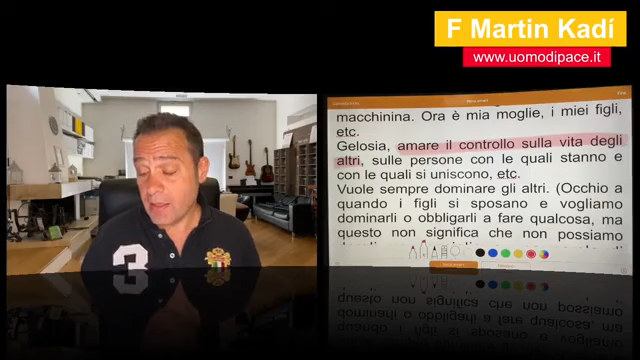 F Martin Kadí
www.uomodipace.it
macchinina. Ora è mia moglie, i miei figli,
etc.
Gelosia, amare il controllo sulla vita degli
altri, sulle persone con le quali stanno e
con le quali si uniscono, etc.
Vuole sempre dominare gli altri. (Occhio a
quando i figli si sposano e vogliamo
dominarli o obbligarli a fare qualcosa, ma
questo non significa che non possiamo
3